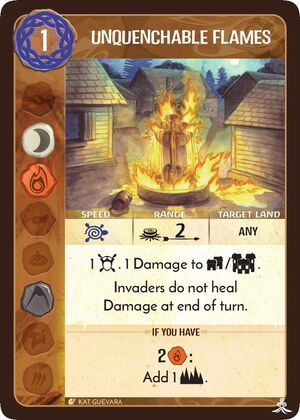 1 UNQUENCHABLE FLAMES
SPEED RANGE TARGET LAND
2 ANY
1 . 1 Damage to / .
Invaders do not heal
Damage at end of turn.
IF YOU HAVE
2 :
Add 1 .
KAT GUEVARA